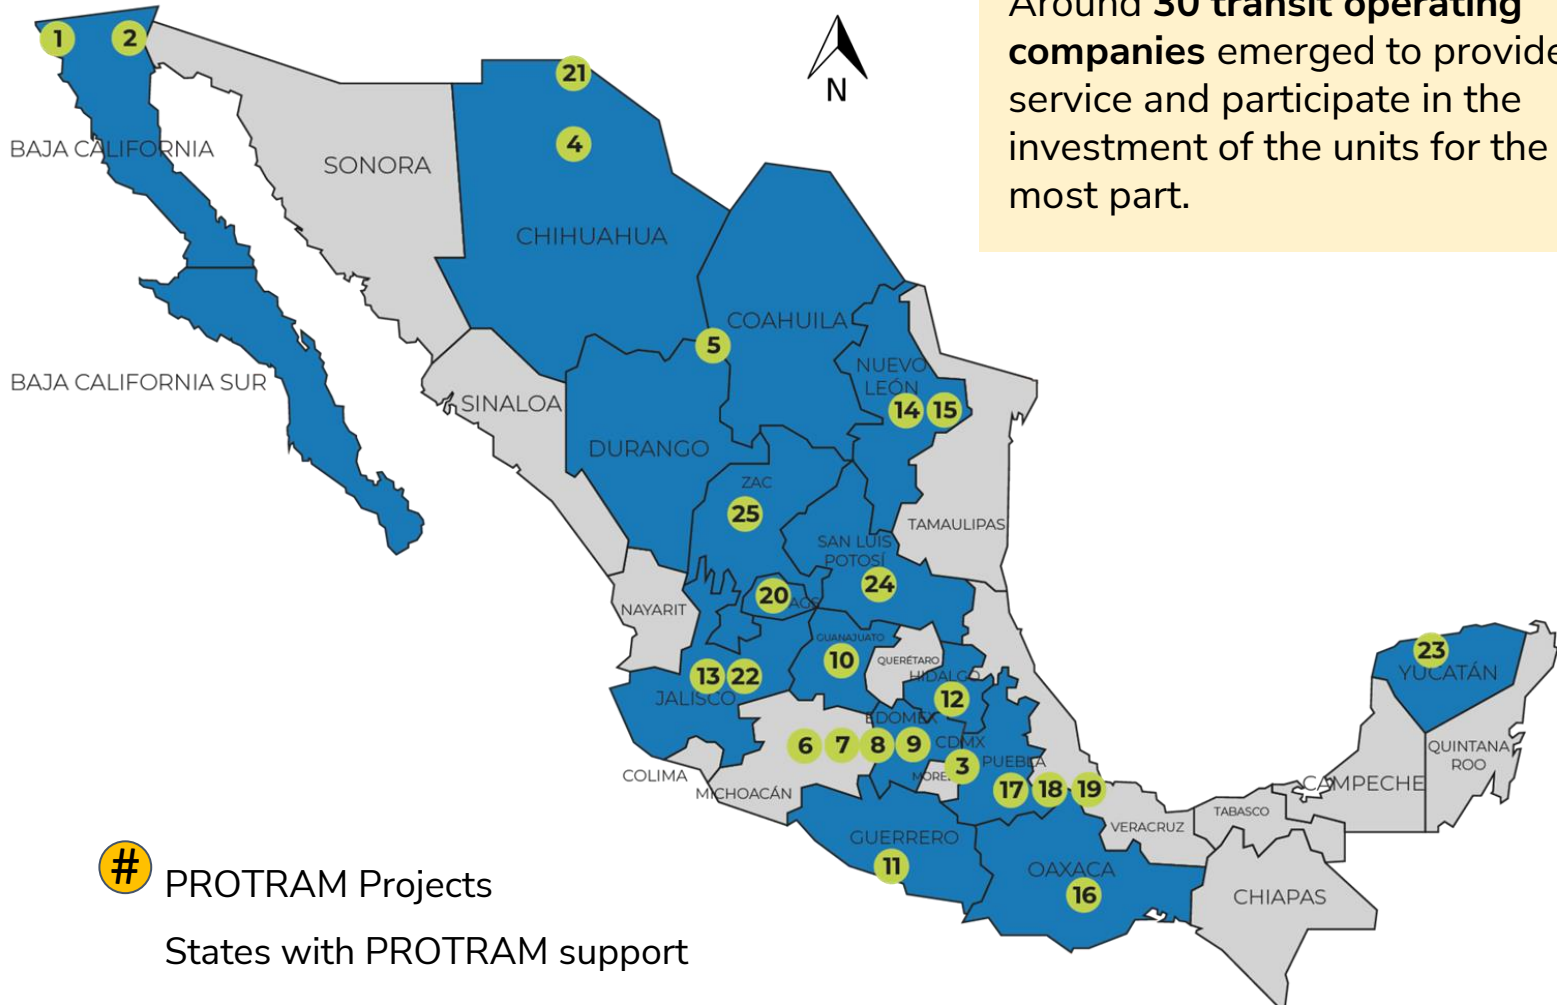 Around 30 transit operating
companies emerged to provide
service and participate in the
investment of the units for the
most part.
1
2
21
N
4
BAJA CALIFORNIA
SONORA
CHIHUAHUA
COAHUILA
5
NUEVO
LEÓN
BAJA CALIFORNIA SUR
SINALOA
14
15
DURANGO
ZAC
25
TAMAULIPAS
SAN LUIS
POTOSÍ
24
20
AGS
NAYARIT
GUANAJUATO
10
QUERÉTARO
HIDALGO
23
YUCATÁN
13
22
JALISCO
12
EDOMEX
6
7
8
9
CDMX
3
PUEBLA
MORE
QUINTANA
ROO
COLIMA
MICHOACÁN
17
18
19
CAMPECHE
VERACRUZ
TABASCO
GUERRERO
11
OAXACA
16
CHIAPAS
#
PROTRAM Projects
States with PROTRAM support